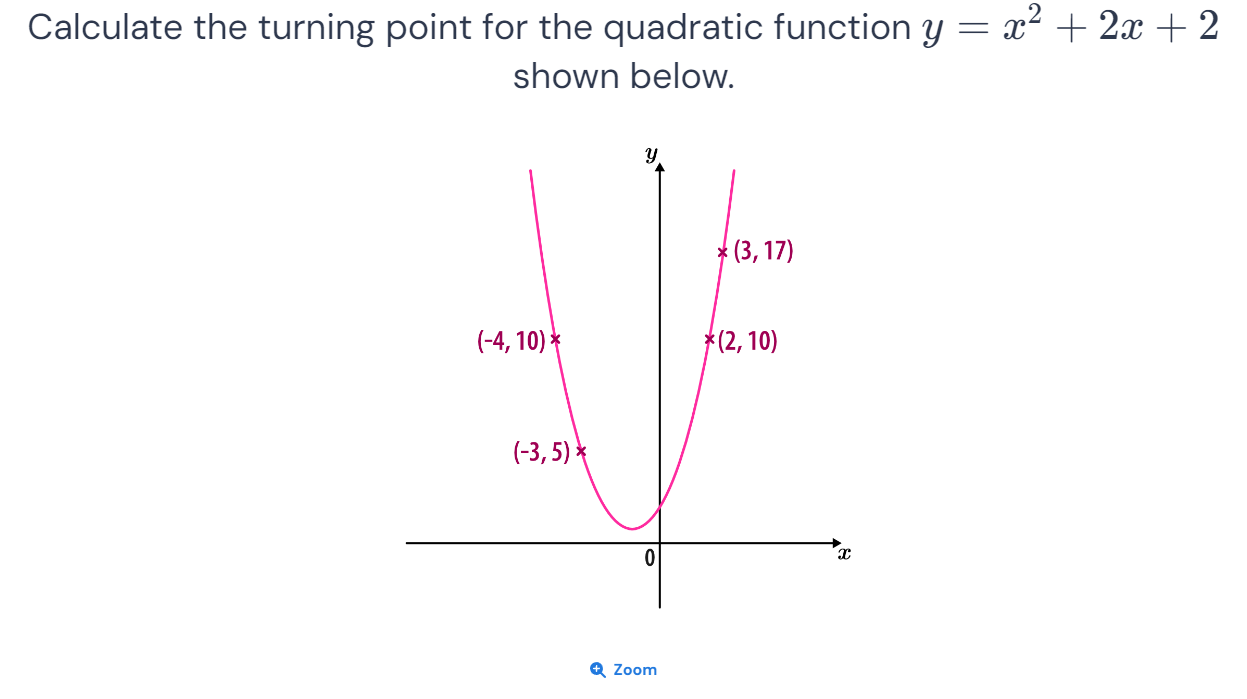 Calculate the turning point for the quadratic function y = x² + 2x + 2
shown below.
y
(3, 17)
(-4, 10) (2, 10)
(-3, 5)
0 x
Zoom